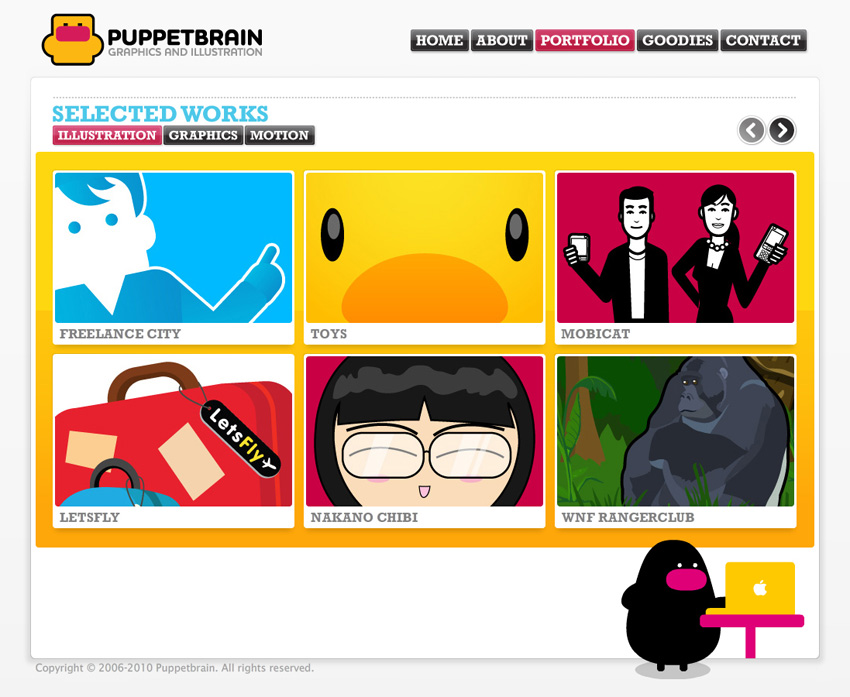 PUPPETBRAIN
GRAPHICS AND ILLUSTRATION
HOME ABOUT PORTFOLIO GOODIES CONTACT
SELECTED WORKS
ILLUSTRATION GRAPHICS MOTION
FREELANCE CITY
TOYS
MOBICAT
LetsFly
LETSFLY
NAKANO CHIBI
WNF RANGERCLUB
Copyright © 2006-2010 Puppetbrain. All rights reserved.